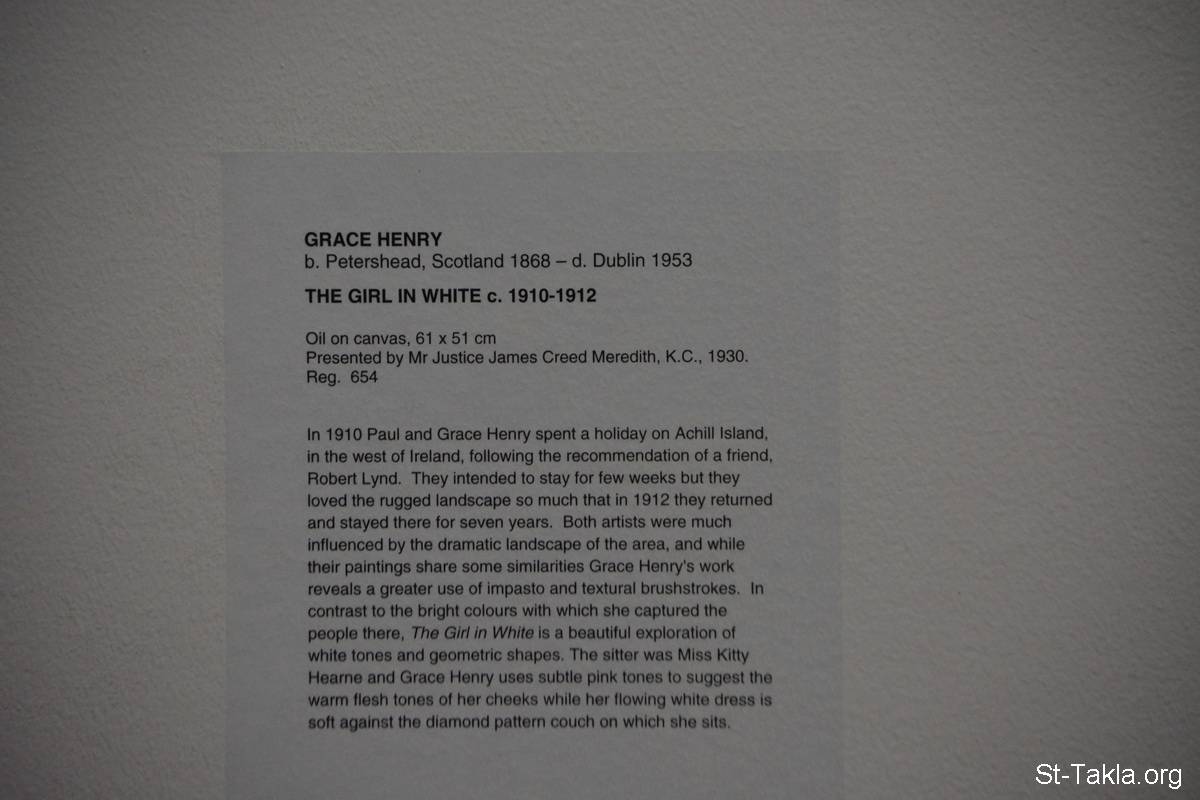 GRACE HENRY
b. Petershead, Scotland 1868 – d. Dublin 1953
THE GIRL IN WHITE c. 1910-1912
Oil on canvas, 61 x 51 cm
Presented by Mr Justice James Creed Meredith, K.C., 1930.
Reg.  654
In 1910 Paul and Grace Henry spent a holiday on Achill Island,
in the west of Ireland, following the recommendation of a friend,
Robert Lynd.  They intended to stay for few weeks but they
loved the rugged landscape so much that in 1912 they returned
and stayed there for seven years.  Both artists were much
influenced by the dramatic landscape of the area, and while
their paintings share some similarities Grace Henry's work
reveals a greater use of impasto and textural brushstrokes.  In
contrast to the bright colours with which she captured the
people there, The Girl in White is a beautiful exploration of
white tones and geometric shapes. The sitter was Miss Kitty
Hearne and Grace Henry uses subtle pink tones to suggest the
warm flesh tones of her cheeks while her flowing white dress is
soft against the diamond pattern couch on which she sits.
St-Takla.org